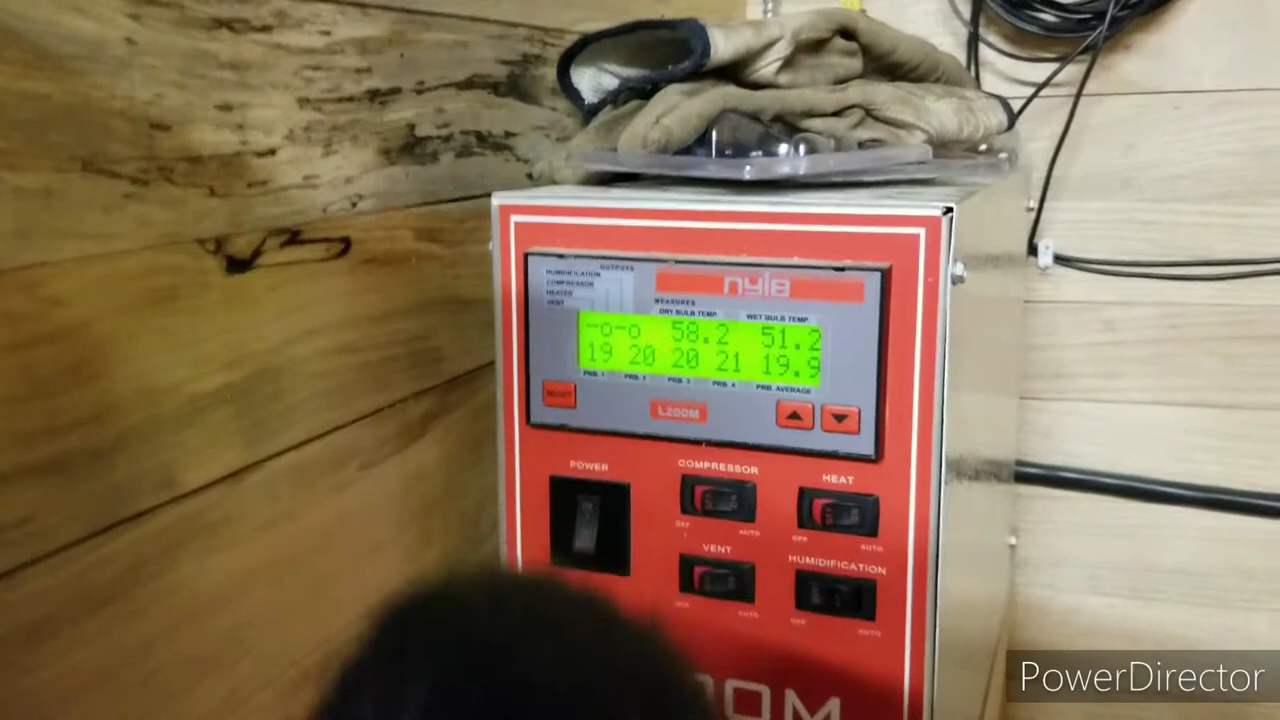 OUTPUTS
HUMIDIFICATION
COMPRESSOR
HEATER
VENT
nyle
MEASURES
DRY BULB TEMP. WET BULB TEMP.
-o-o 58.2 51.2
19 20 20 21 19.9
PRB. 1 PRB. 2 PRB. 3 PRB. 4 PRB. AVERAGE
SELECT
L200M
POWER
COMPRESSOR
HEAT
OFF AUTO
OFF AUTO
VENT
HUMIDIFICATION
OFF AUTO
OFF AUTO
00M
PowerDirector